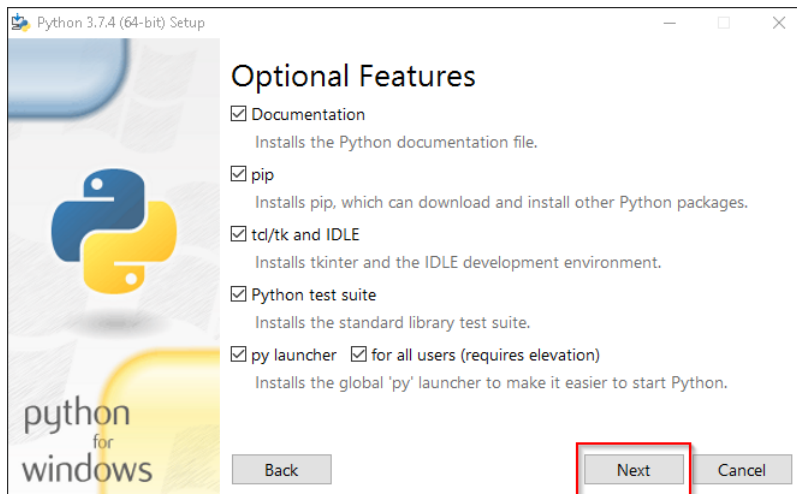 Python 3.7.4 (64-bit) Setup
Optional Features
Documentation
Installs the Python documentation file.
pip
Installs pip, which can download and install other Python packages.
tcl/tk and IDLE
Installs tkinter and the IDLE development environment.
Python test suite
Installs the standard library test suite.
py launcher for all users (requires elevation)
Installs the global 'py' launcher to make it easier to start Python.
python
for
windows
Back Next Cancel